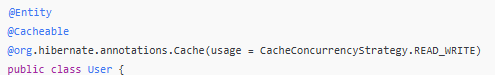 @Entity
@Cacheable
@org.hibernate.annotations.Cache(usage = CacheConcurrencyStrategy.READ_WRITE)
public class User {